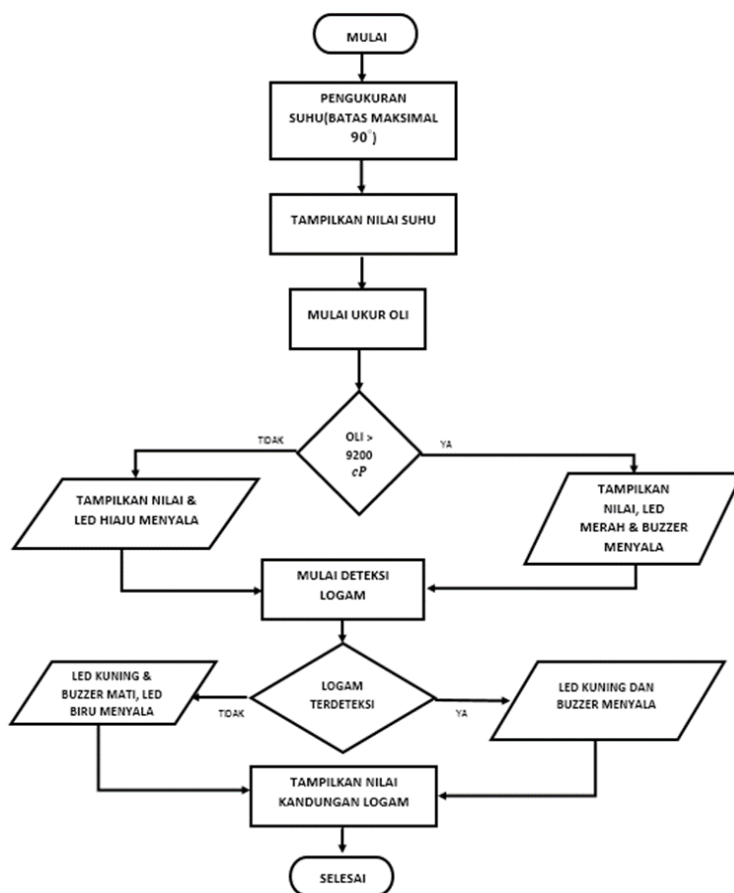 MULAI
PENGUKURAN
SUHU(BATAS MAKSIMAL
90°)
TAMPILKAN NILAI SUHU
MULAI UKUR OLI
OLI >
9200
cP
TIDAK
YA
TAMPILKAN NILAI &
LED HIAJU MENYALA
TAMPILKAN
NILAI, LED
MERAH & BUZZER
MENYALA
MULAI DETEKSI
LOGAM
LOGAM
TERDETEKSI
TIDAK
YA
LED KUNING &
BUZZER MATI, LED
BIRU MENYALA
LED KUNING DAN
BUZZER MENYALA
TAMPILKAN NILAI
KANDUNGAN LOGAM
SELESAI